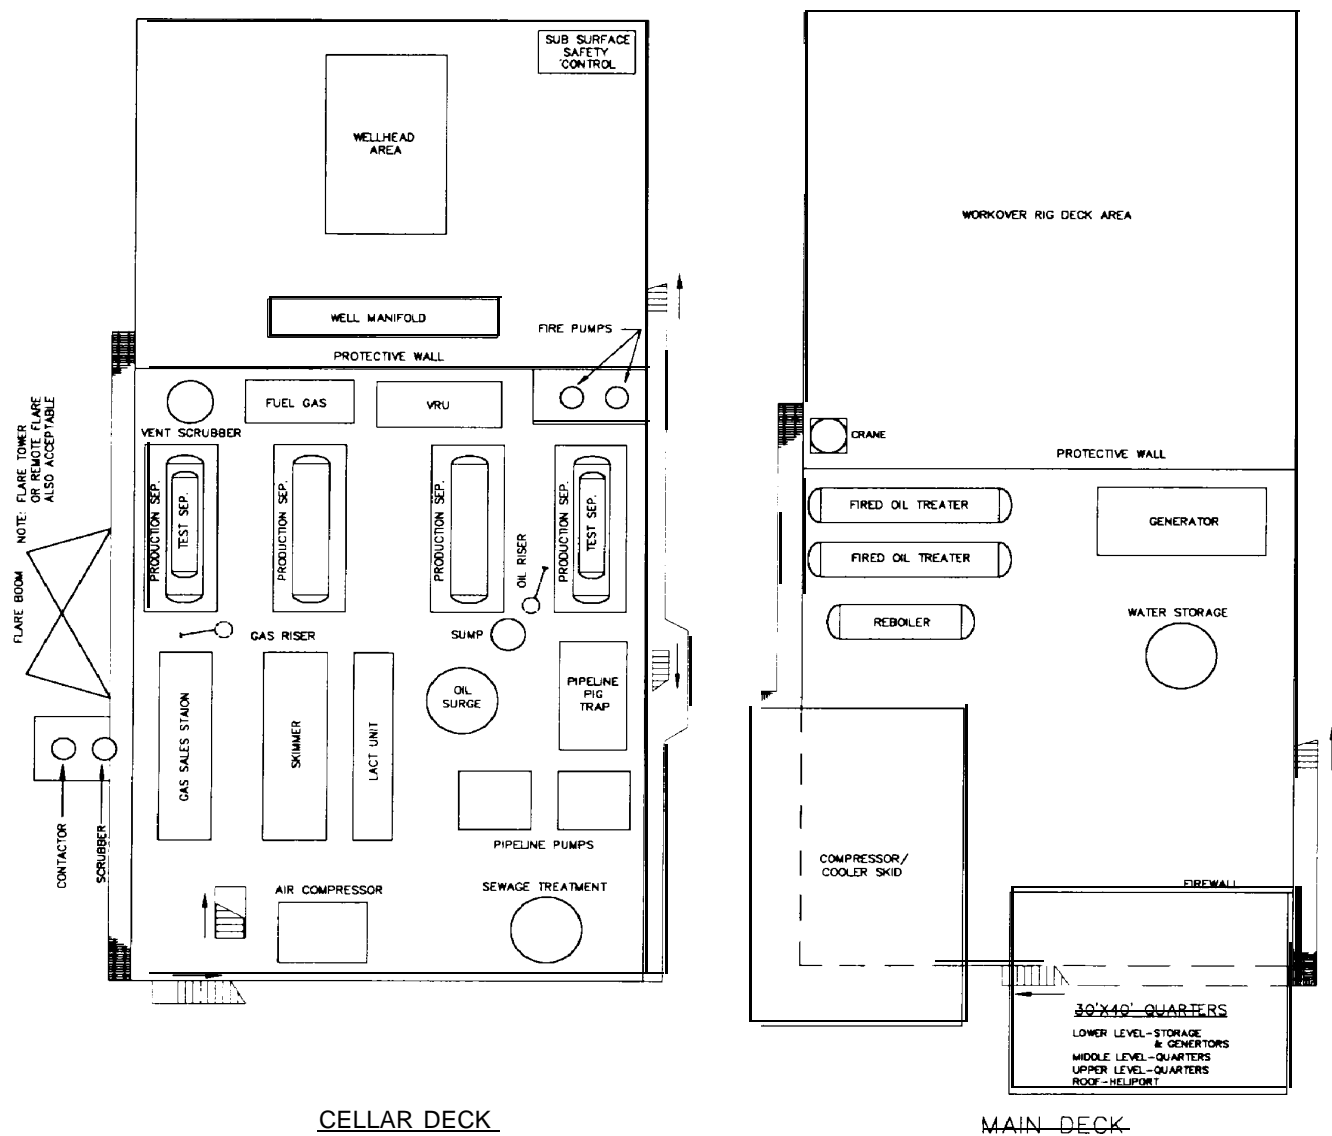 SUB SURFACE
SAFETY
CONTROL
WELLHEAD
AREA
WELL MANIFOLD
FIRE PUMPS
PROTECTIVE WALL
FUEL GAS
VRU
VENT SCRUBBER
PRODUCTION SEP.
TEST SEP.
PRODUCTION SEP.
PRODUCTION SEP.
OIL RISER
PRODUCTION SEP.
TEST SEP.
NOTE: FLARE TOWER
OR REMOTE FLARE
ALSO ACCEPTABLE
FLARE BOOM
GAS RISER
SUMP
GAS SALES STAION
SKIMMER
LACT UNIT
OIL
SURGE
PIPELINE
PIG
TRAP
CONTACTOR
SCRUBBER
PIPELINE PUMPS
AIR COMPRESSOR
SEWAGE TREATMENT
CELLAR DECK
WORKOVER RIG DECK AREA
CRANE
PROTECTIVE WALL
FIRED OIL TREATER
GENERATOR
FIRED OIL TREATER
REBOILER
WATER STORAGE
COMPRESSOR/
COOLER SKID
FIREWALL
30'X40' QUARTERS
LOWER LEVEL-STORAGE
& GENERTORS
MIDDLE LEVEL-QUARTERS
UPPER LEVEL-QUARTERS
ROOF-HELIPORT
MAIN DECK